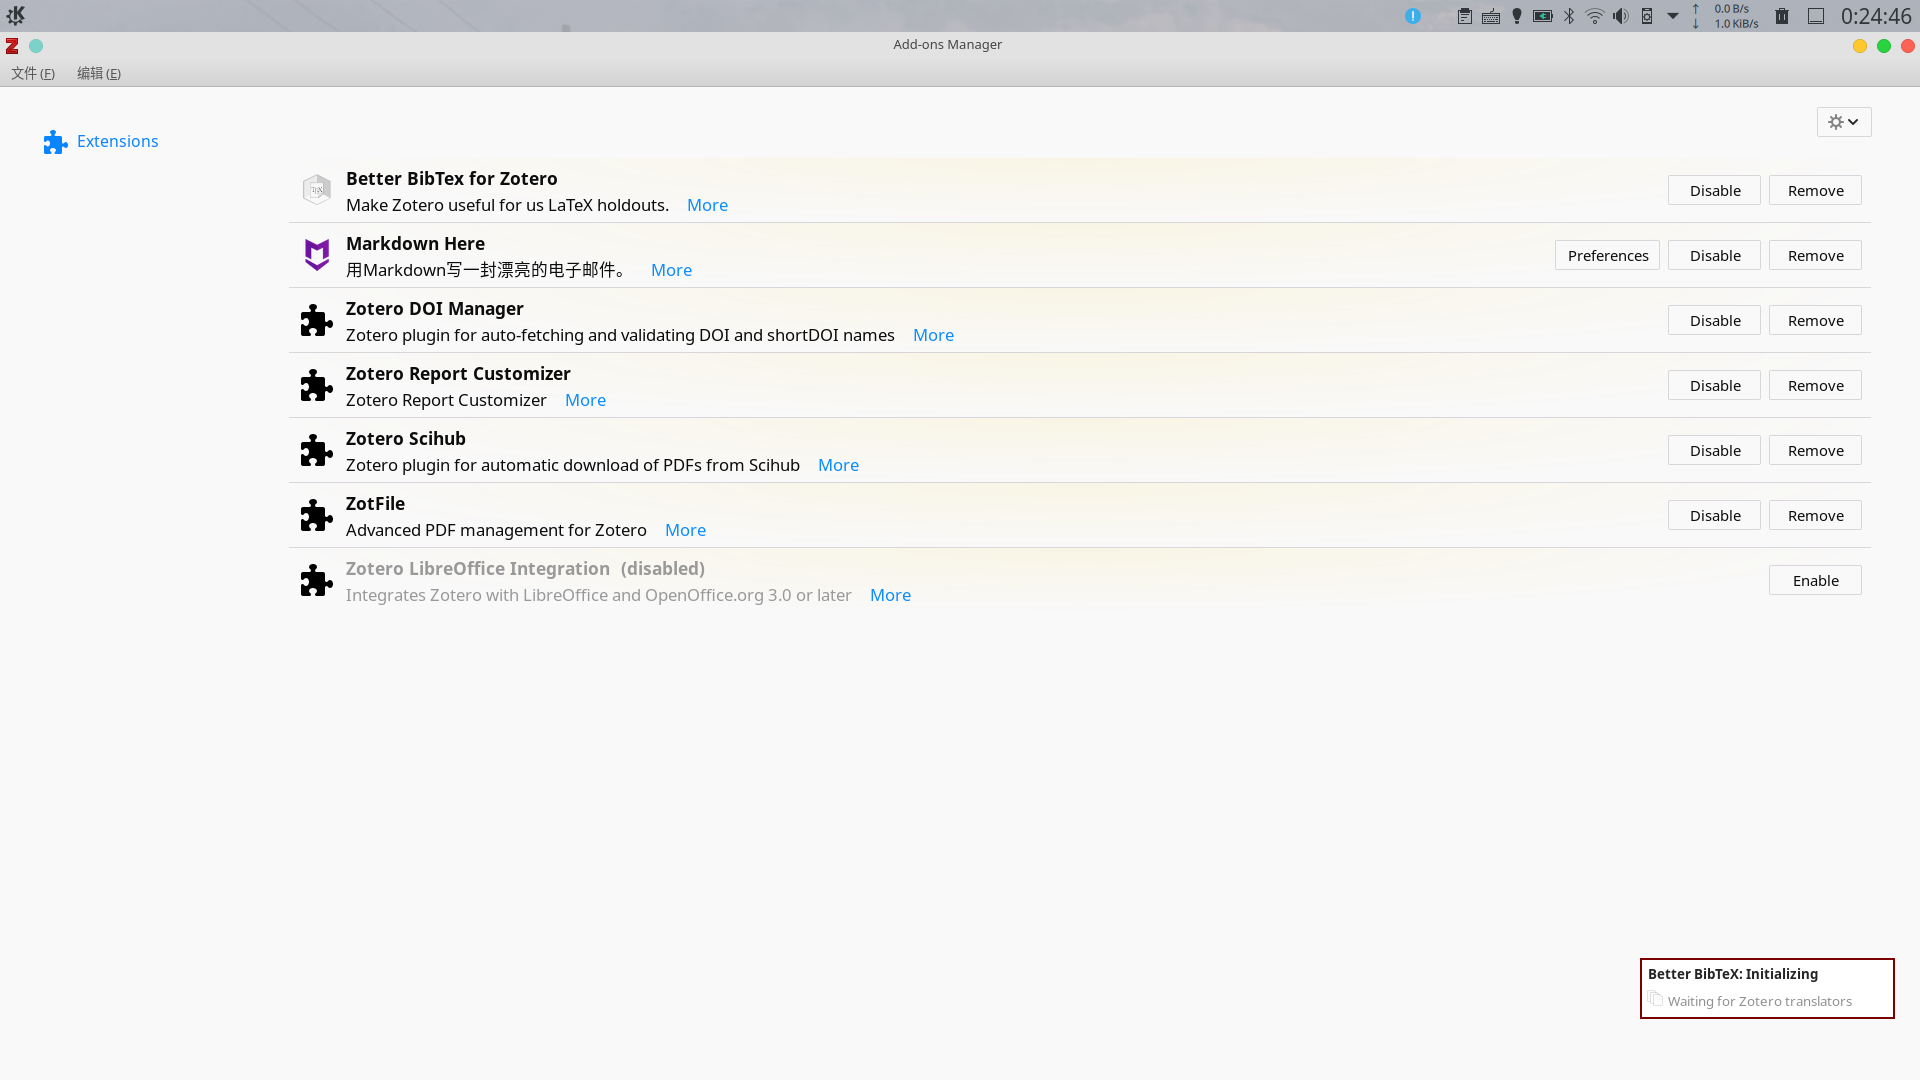 0.0 B/s
1.0 KiB/s
0:24:46
Add-ons Manager
文件 (F) 编辑 (E)
Extensions
Better BibTex for Zotero
Make Zotero useful for us LaTeX holdouts. More
Disable Remove
Markdown Here
用Markdown写一封漂亮的电子邮件。 More
Preferences Disable Remove
Zotero DOI Manager
Zotero plugin for auto-fetching and validating DOI and shortDOI names More
Disable Remove
Zotero Report Customizer
Zotero Report Customizer More
Disable Remove
Zotero Scihub
Zotero plugin for automatic download of PDFs from Scihub More
Disable Remove
ZotFile
Advanced PDF management for Zotero More
Disable Remove
Zotero LibreOffice Integration (disabled)
Integrates Zotero with LibreOffice and OpenOffice.org 3.0 or later More
Enable
Better BibTeX: Initializing
Waiting for Zotero translators